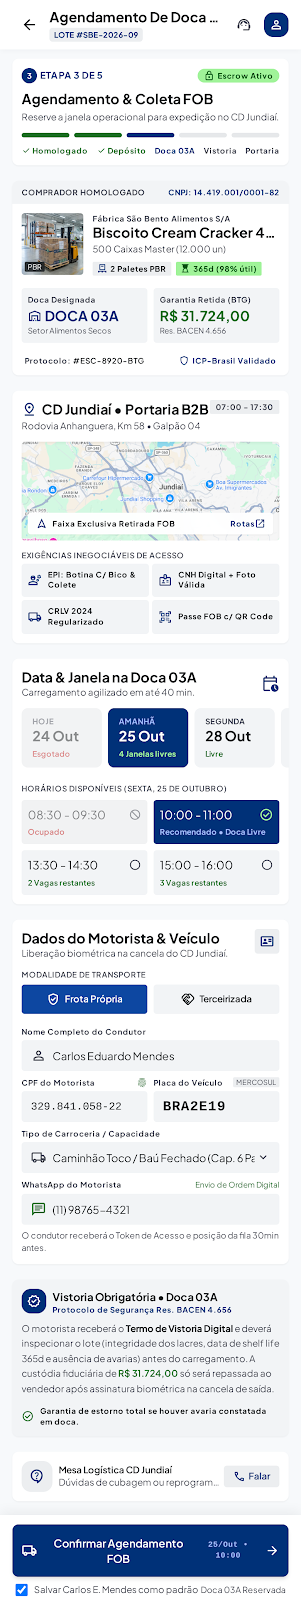 Agendamento De Doca ...
LOTE #SBE-2026-09
3 ETAPA 3 DE 5
Escrow Ativo
Agendamento & Coleta FOB
Reserve a janela operacional para expedição no CD Jundiaí.
Homologado Depósito Doca 03A Vistoria Portaria
COMPRADOR HOMOLOGADO
CNPJ: 14.419.001/0001-82
Fábrica São Bento Alimentos S/A
Biscoito Cream Cracker 4...
500 Caixas Master (12.000 un)
PBR
2 Paletes PBR
365d (98% útil)
Doca Designada
DOCA 03A
Setor Alimentos Secos
Garantia Retida (BTG)
R$ 31.724,00
Res. BACEN 4.656
Protocolo: #ESC-8920-BTG
ICP-Brasil Validado
CD Jundiaí • Portaria B2B
07:00 - 17:30
Rodovia Anhanguera, Km 58 • Galpão 04
FAZENDA GRANDE
Carrefour Jundiaí
Jundiaí
Boa Supermercados Av. Imigrantes
Jundiaí Shopping
Faixa Exclusiva Retirada FOB
Rotas
EXIGÊNCIAS INEGOCIÁVEIS DE ACESSO
EPI: Botina C/ Bico &
Colete
CNH Digital + Foto
Válida
CRLV 2024
Regularizado
Passe FOB c/ QR Code
Data & Janela na Doca 03A
Carregamento agilizado em até 40 min.
HOJE
24 Out
Esgotado
AMANHÃ
25 Out
4 Janelas livres
SEGUNDA
28 Out
Livre
HORÁRIOS DISPONÍVEIS (SEXTA, 25 DE OUTUBRO)
08:30 - 09:30
Ocupado
10:00 - 11:00
Recomendado • Doca Livre
13:30 - 14:30
2 Vagas restantes
15:00 - 16:00
3 Vagas restantes
Dados do Motorista & Veículo
Liberação biométrica na cancela do CD Jundiaí.
MODALIDADE DE TRANSPORTE
Frota Própria
Terceirizada
Nome Completo do Condutor
Carlos Eduardo Mendes
CPF do Motorista
329.841.058-22
Placa do Veículo
MERCOSUL
BRA2E19
Tipo de Carroceria / Capacidade
Caminhão Toco / Baú Fechado (Cap. 6 Pa
WhatsApp do Motorista
Envio de Ordem Digital
(11) 98765-4321
O condutor receberá o Token de Acesso e posição da fila 30min
antes.
Vistoria Obrigatória • Doca 03A
Protocolo de Segurança Res. BACEN 4.656
O motorista receberá o Termo de Vistoria Digital e deverá
inspecionar o lote (integridade dos lacres, data de shelf life
365d e ausência de avarias) antes do carregamento. A
custódia fiduciária de R$ 31.724,00 só será repassada ao
vendedor após assinatura biométrica na cancela de saída.
Garantia de estorno total se houver avaria constatada
em doca.
Mesa Logística CD Jundiaí
Dúvidas de cubagem ou reprogram...
Falar
Confirmar Agendamento
FOB
25/Out •
10:00
Salvar Carlos E. Mendes como padrão
Doca 03A Reservada